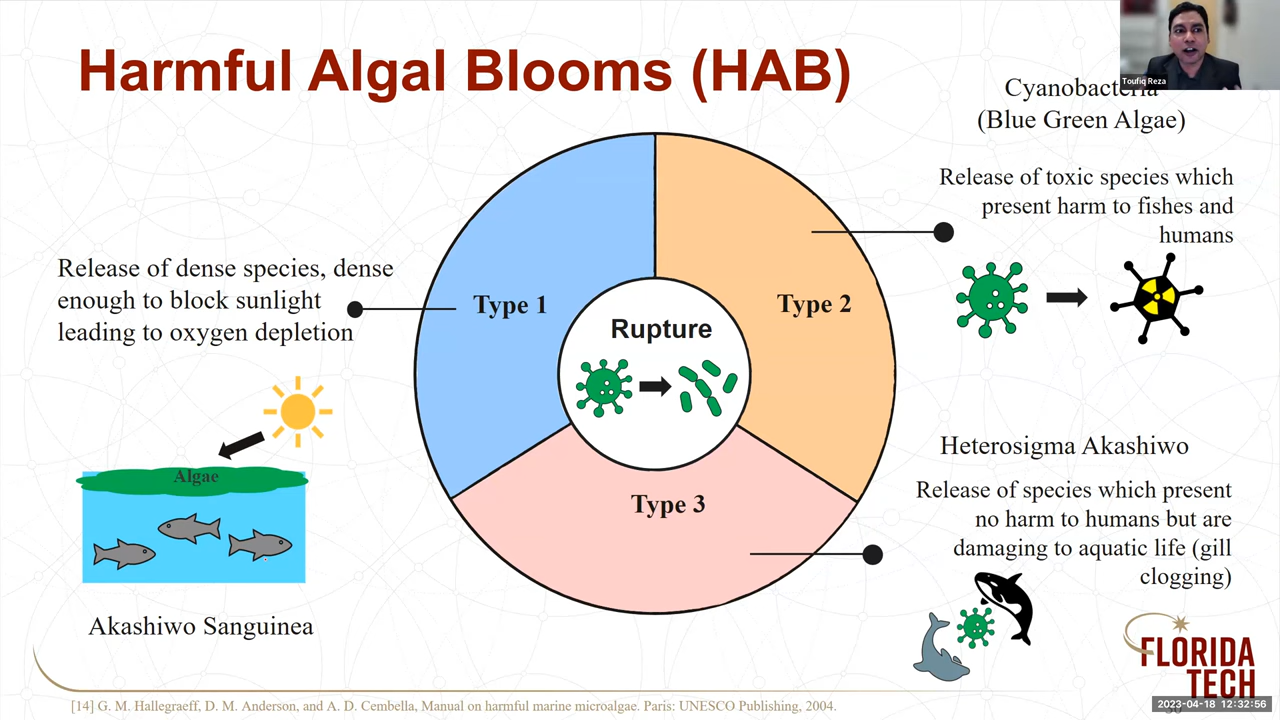 Harmful Algal Blooms (HAB)
Toufiq Reza
Cyanobacteria
(Blue Green Algae)
Release of toxic species which
present harm to fishes and
humans
Release of dense species, dense
enough to block sunlight
leading to oxygen depletion
Type 1
Type 2
Rupture
Type 3
Algae
Akashiwo Sanguinea
Heterosigma Akashiwo
Release of species which present
no harm to humans but are
damaging to aquatic life (gill
clogging)
FLORIDA
TECH
[14] G. M. Hallegraeff, D. M. Anderson, and A. D. Cembella, Manual on harmful marine microalgae. Paris: UNESCO Publishing, 2004.
2023-04-18 12:32:56